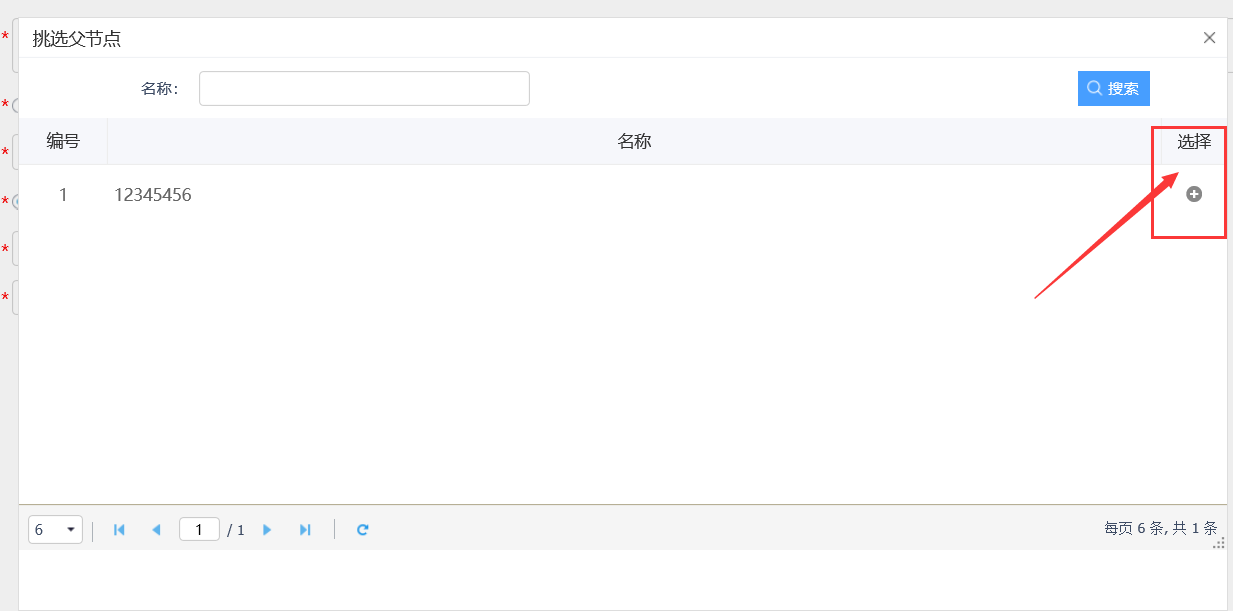 挑选父节点
名称：
搜索
编号 名称 选择
1 12345456
6 1 / 1 每页 6 条, 共 1 条
*
*
*
*
*
*